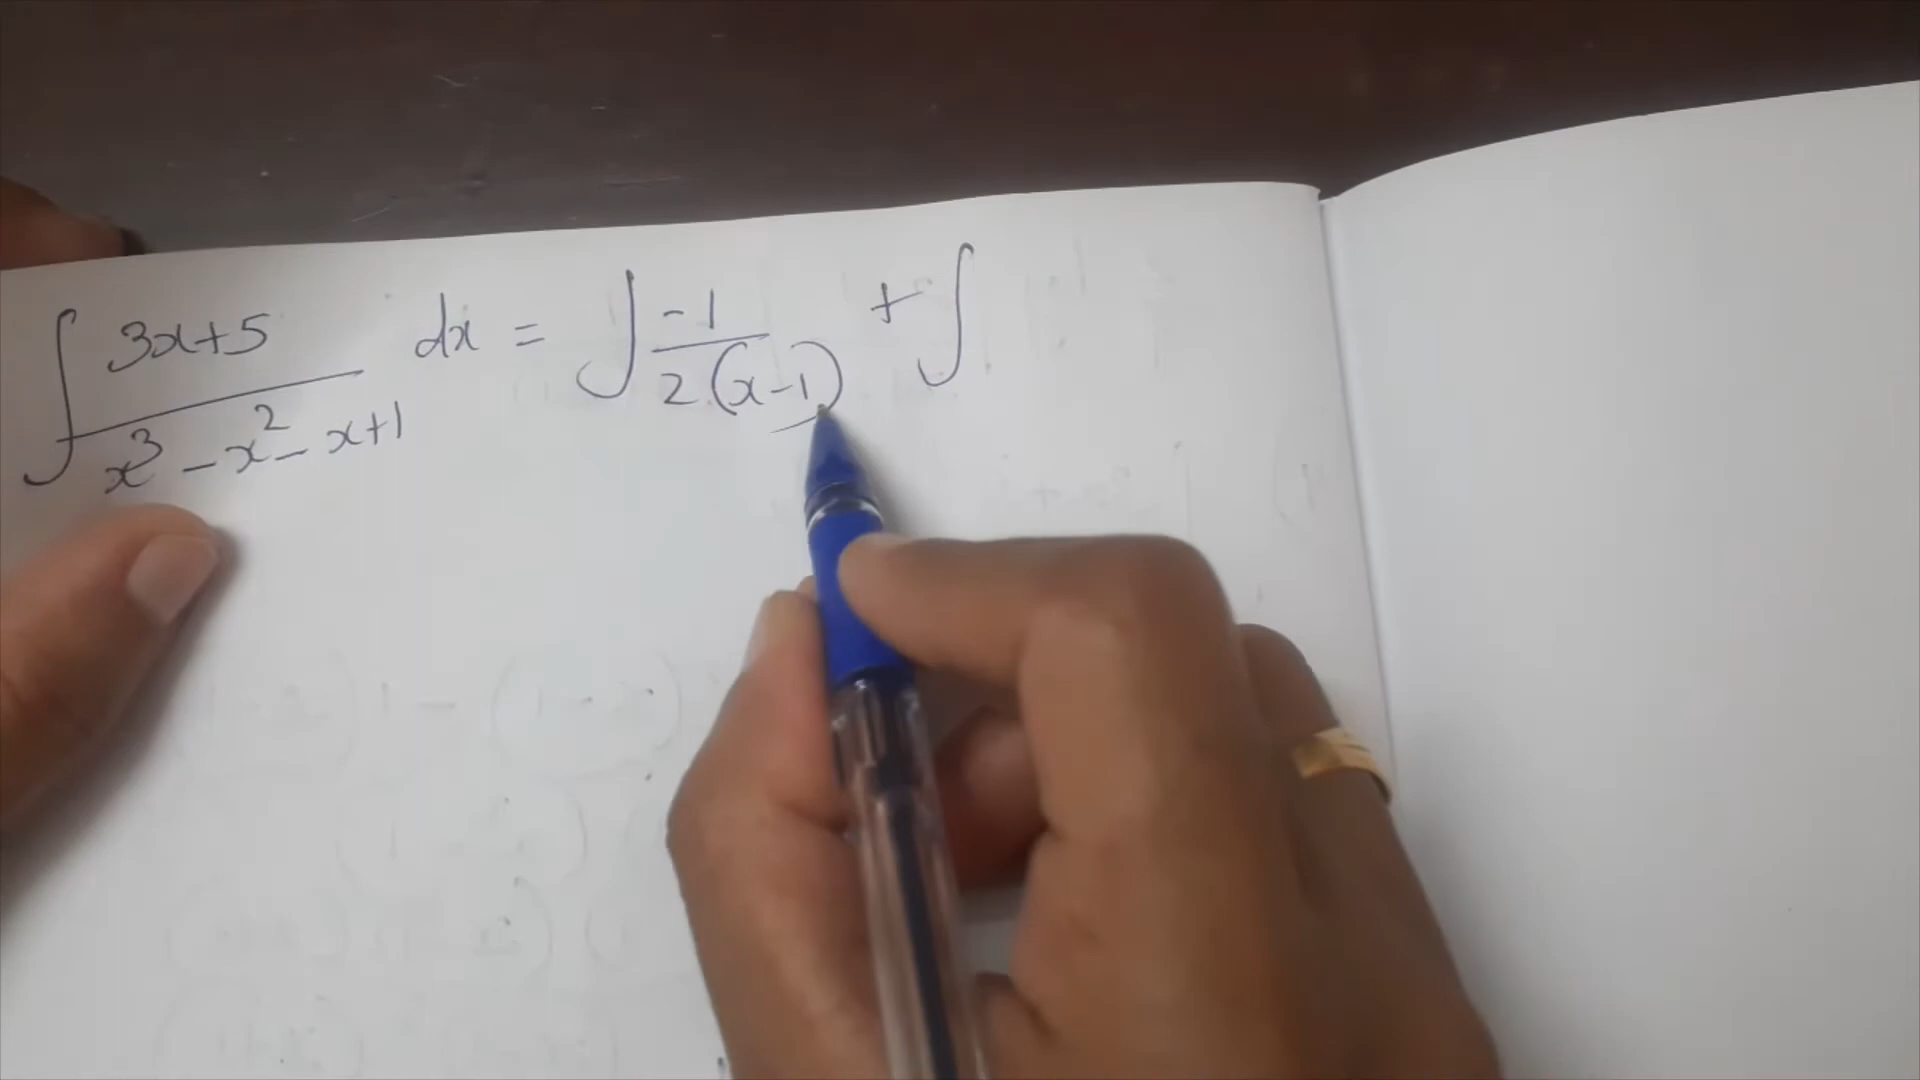 ∫ (3x+5)/(x³ - x² - x+1) dx = ∫ -1/(2(x-1)) + ∫